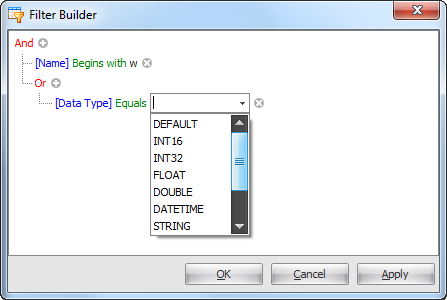 Filter Builder
And
[Name] Begins with w
Or
[Data Type] Equals
DEFAULT
INT16
INT32
FLOAT
DOUBLE
DATETIME
STRING
OK Cancel Apply